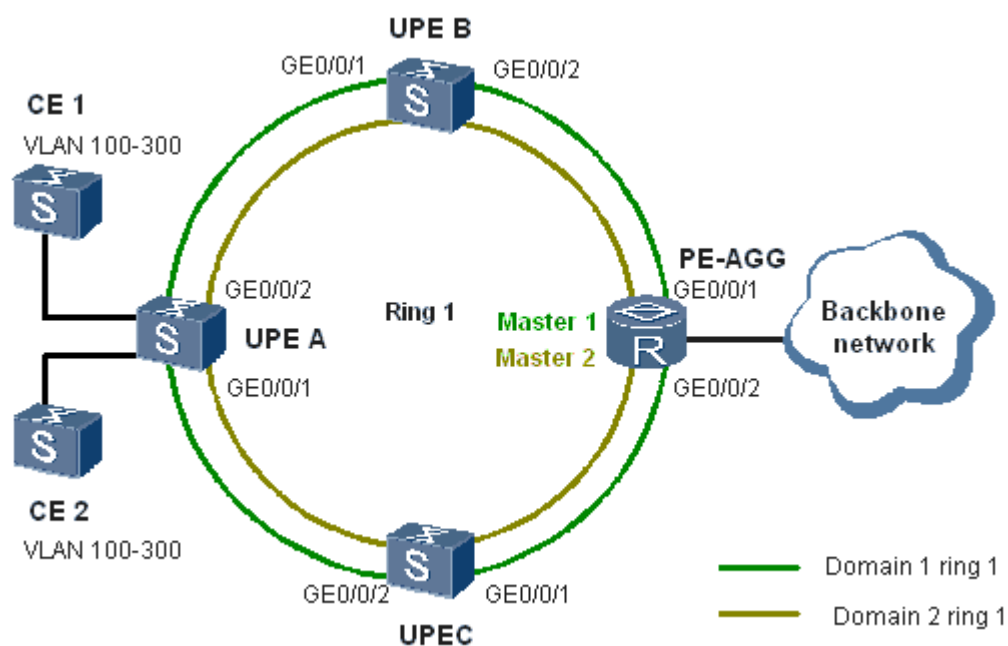 UPE B
GE0/0/1
GE0/0/2
CE 1
VLAN 100-300
S
S
PE-AGG
GE0/0/1
GE0/0/2
Ring 1
Master 1
Backbone
network
S
UPE A
Master 2
R
GE0/0/1
GE0/0/2
S
CE 2
VLAN 100-300
S
GE0/0/2
GE0/0/1
UPEC
Domain 1 ring 1
Domain 2 ring 1